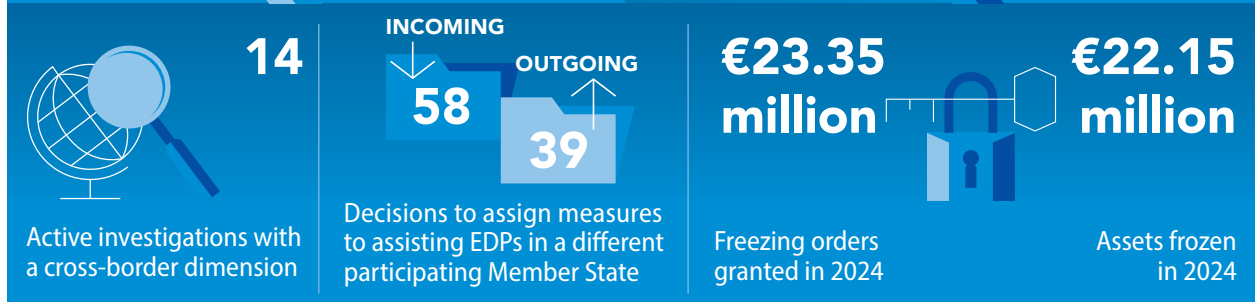 14
Active investigations with
a cross-border dimension
INCOMING
58
OUTGOING
39
Decisions to assign measures
to assisting EDPs in a different
participating Member State
€23.35
million
Freezing orders
granted in 2024
€22.15
million
Assets frozen
in 2024